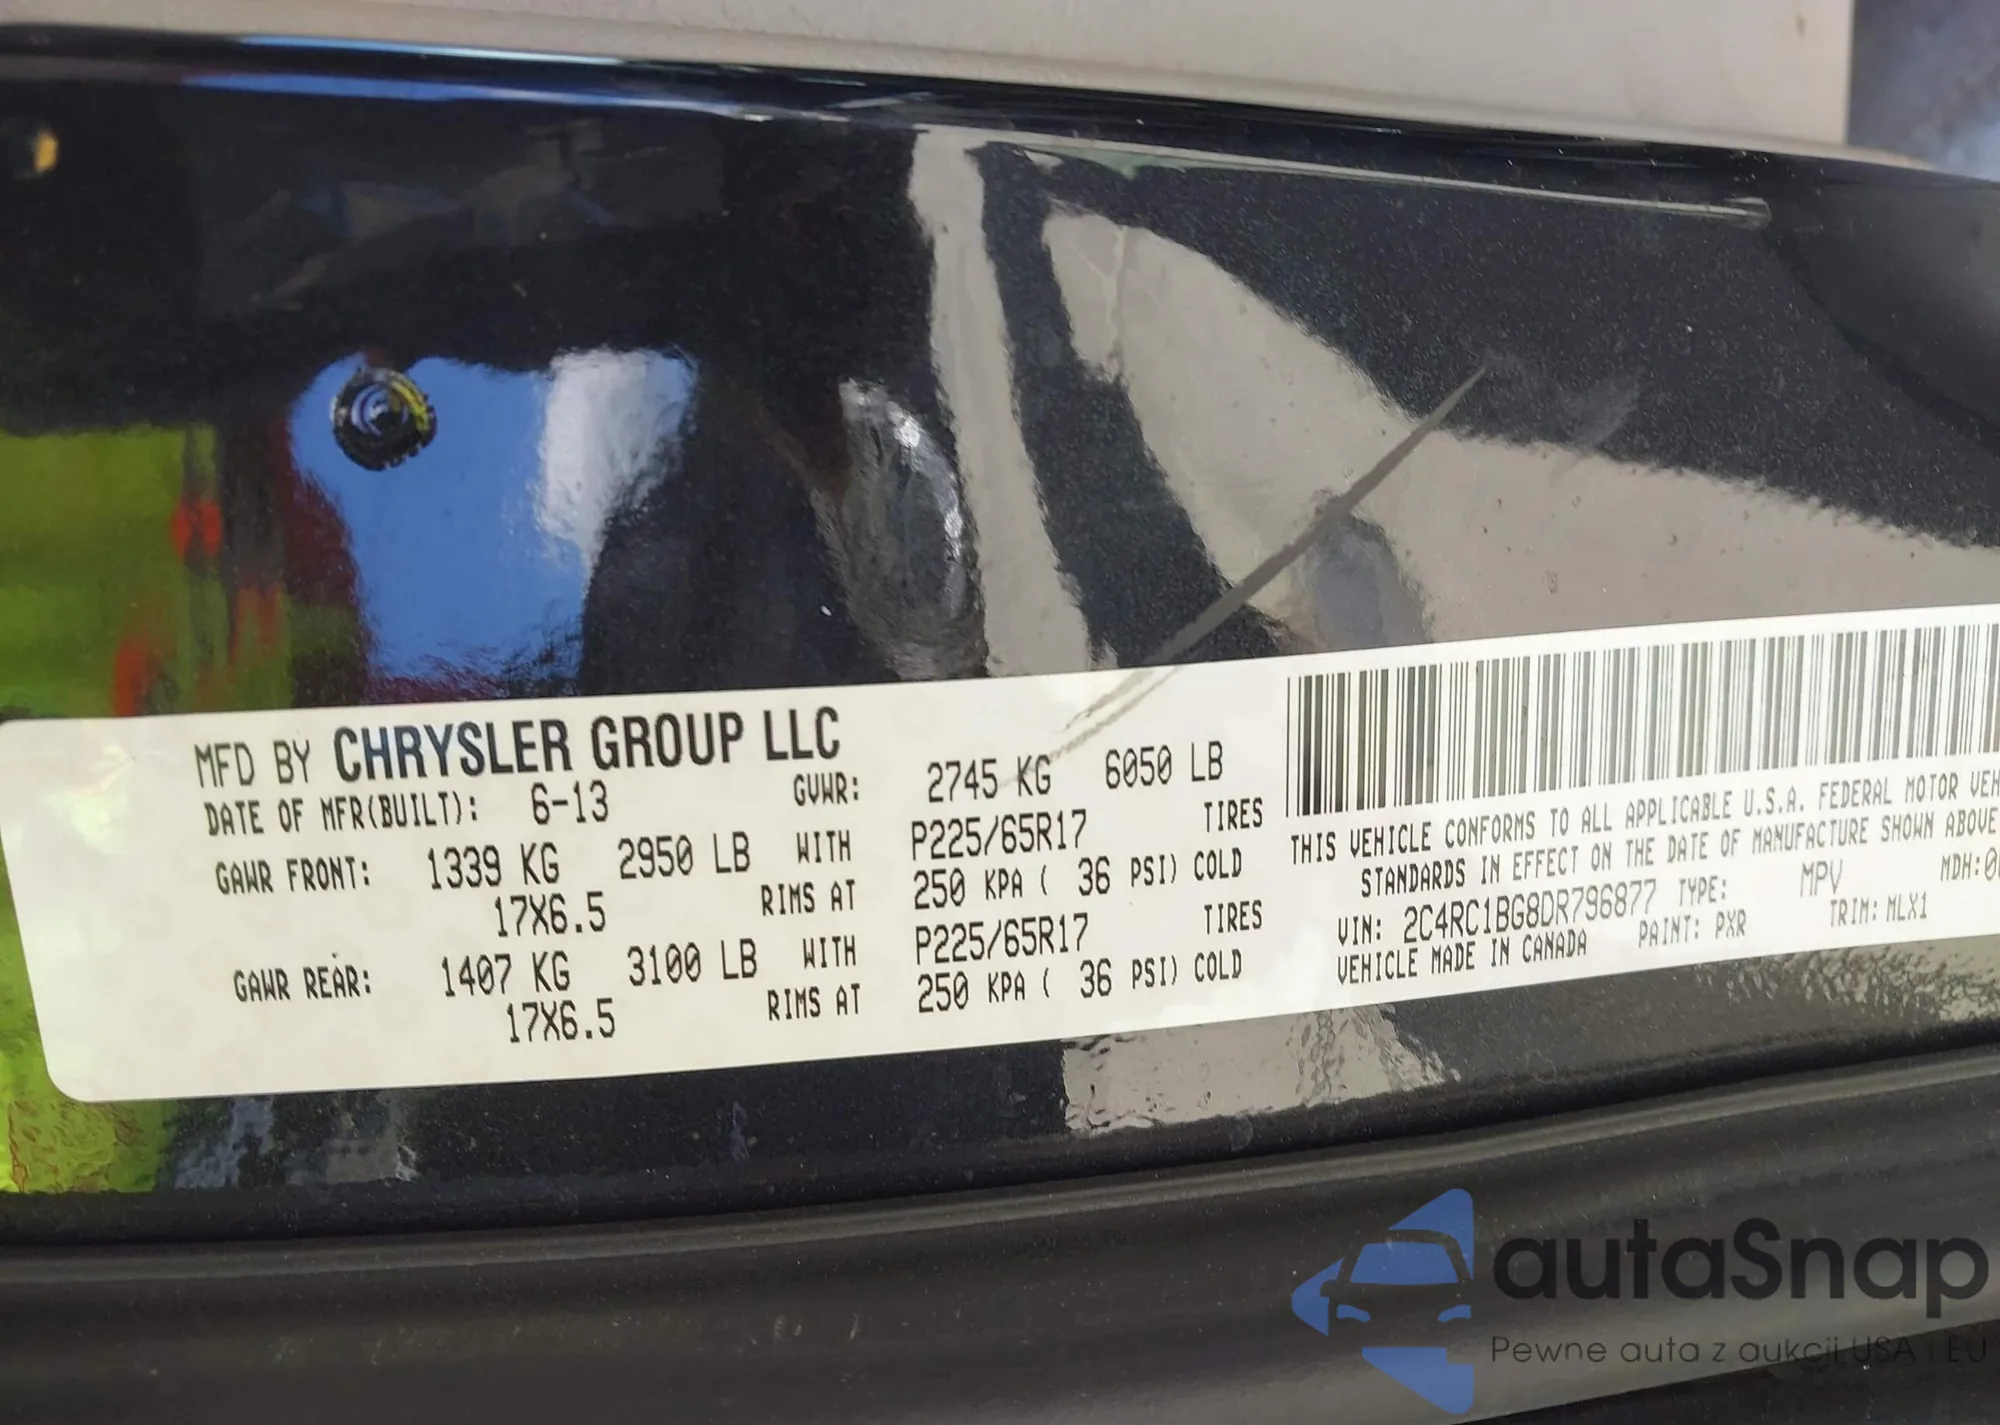 MFD BY CHRYSLER GROUP LLC
DATE OF MFR(BUILT): 6-13 GVWR: 2745 KG 6050 LB
GAWR FRONT: 1339 KG 2950 LB WITH P225/65R17 TIRES
17X6.5 RIMS AT 250 KPA ( 36 PSI) COLD
GAWR REAR: 1407 KG 3100 LB WITH P225/65R17 TIRES
17X6.5 RIMS AT 250 KPA ( 36 PSI) COLD
THIS VEHICLE CONFORMS TO ALL APPLICABLE U.S.A. FEDERAL MOTOR VEH
STANDARDS IN EFFECT ON THE DATE OF MANUFACTURE SHOWN ABOVE
VIN: 2C4RC1BG8DR796877 TYPE: MPV MDH:0
VEHICLE MADE IN CANADA PAINT: PXR TRIM: MLX1
autaSnap
Pewne auta z aukcji USA i EU